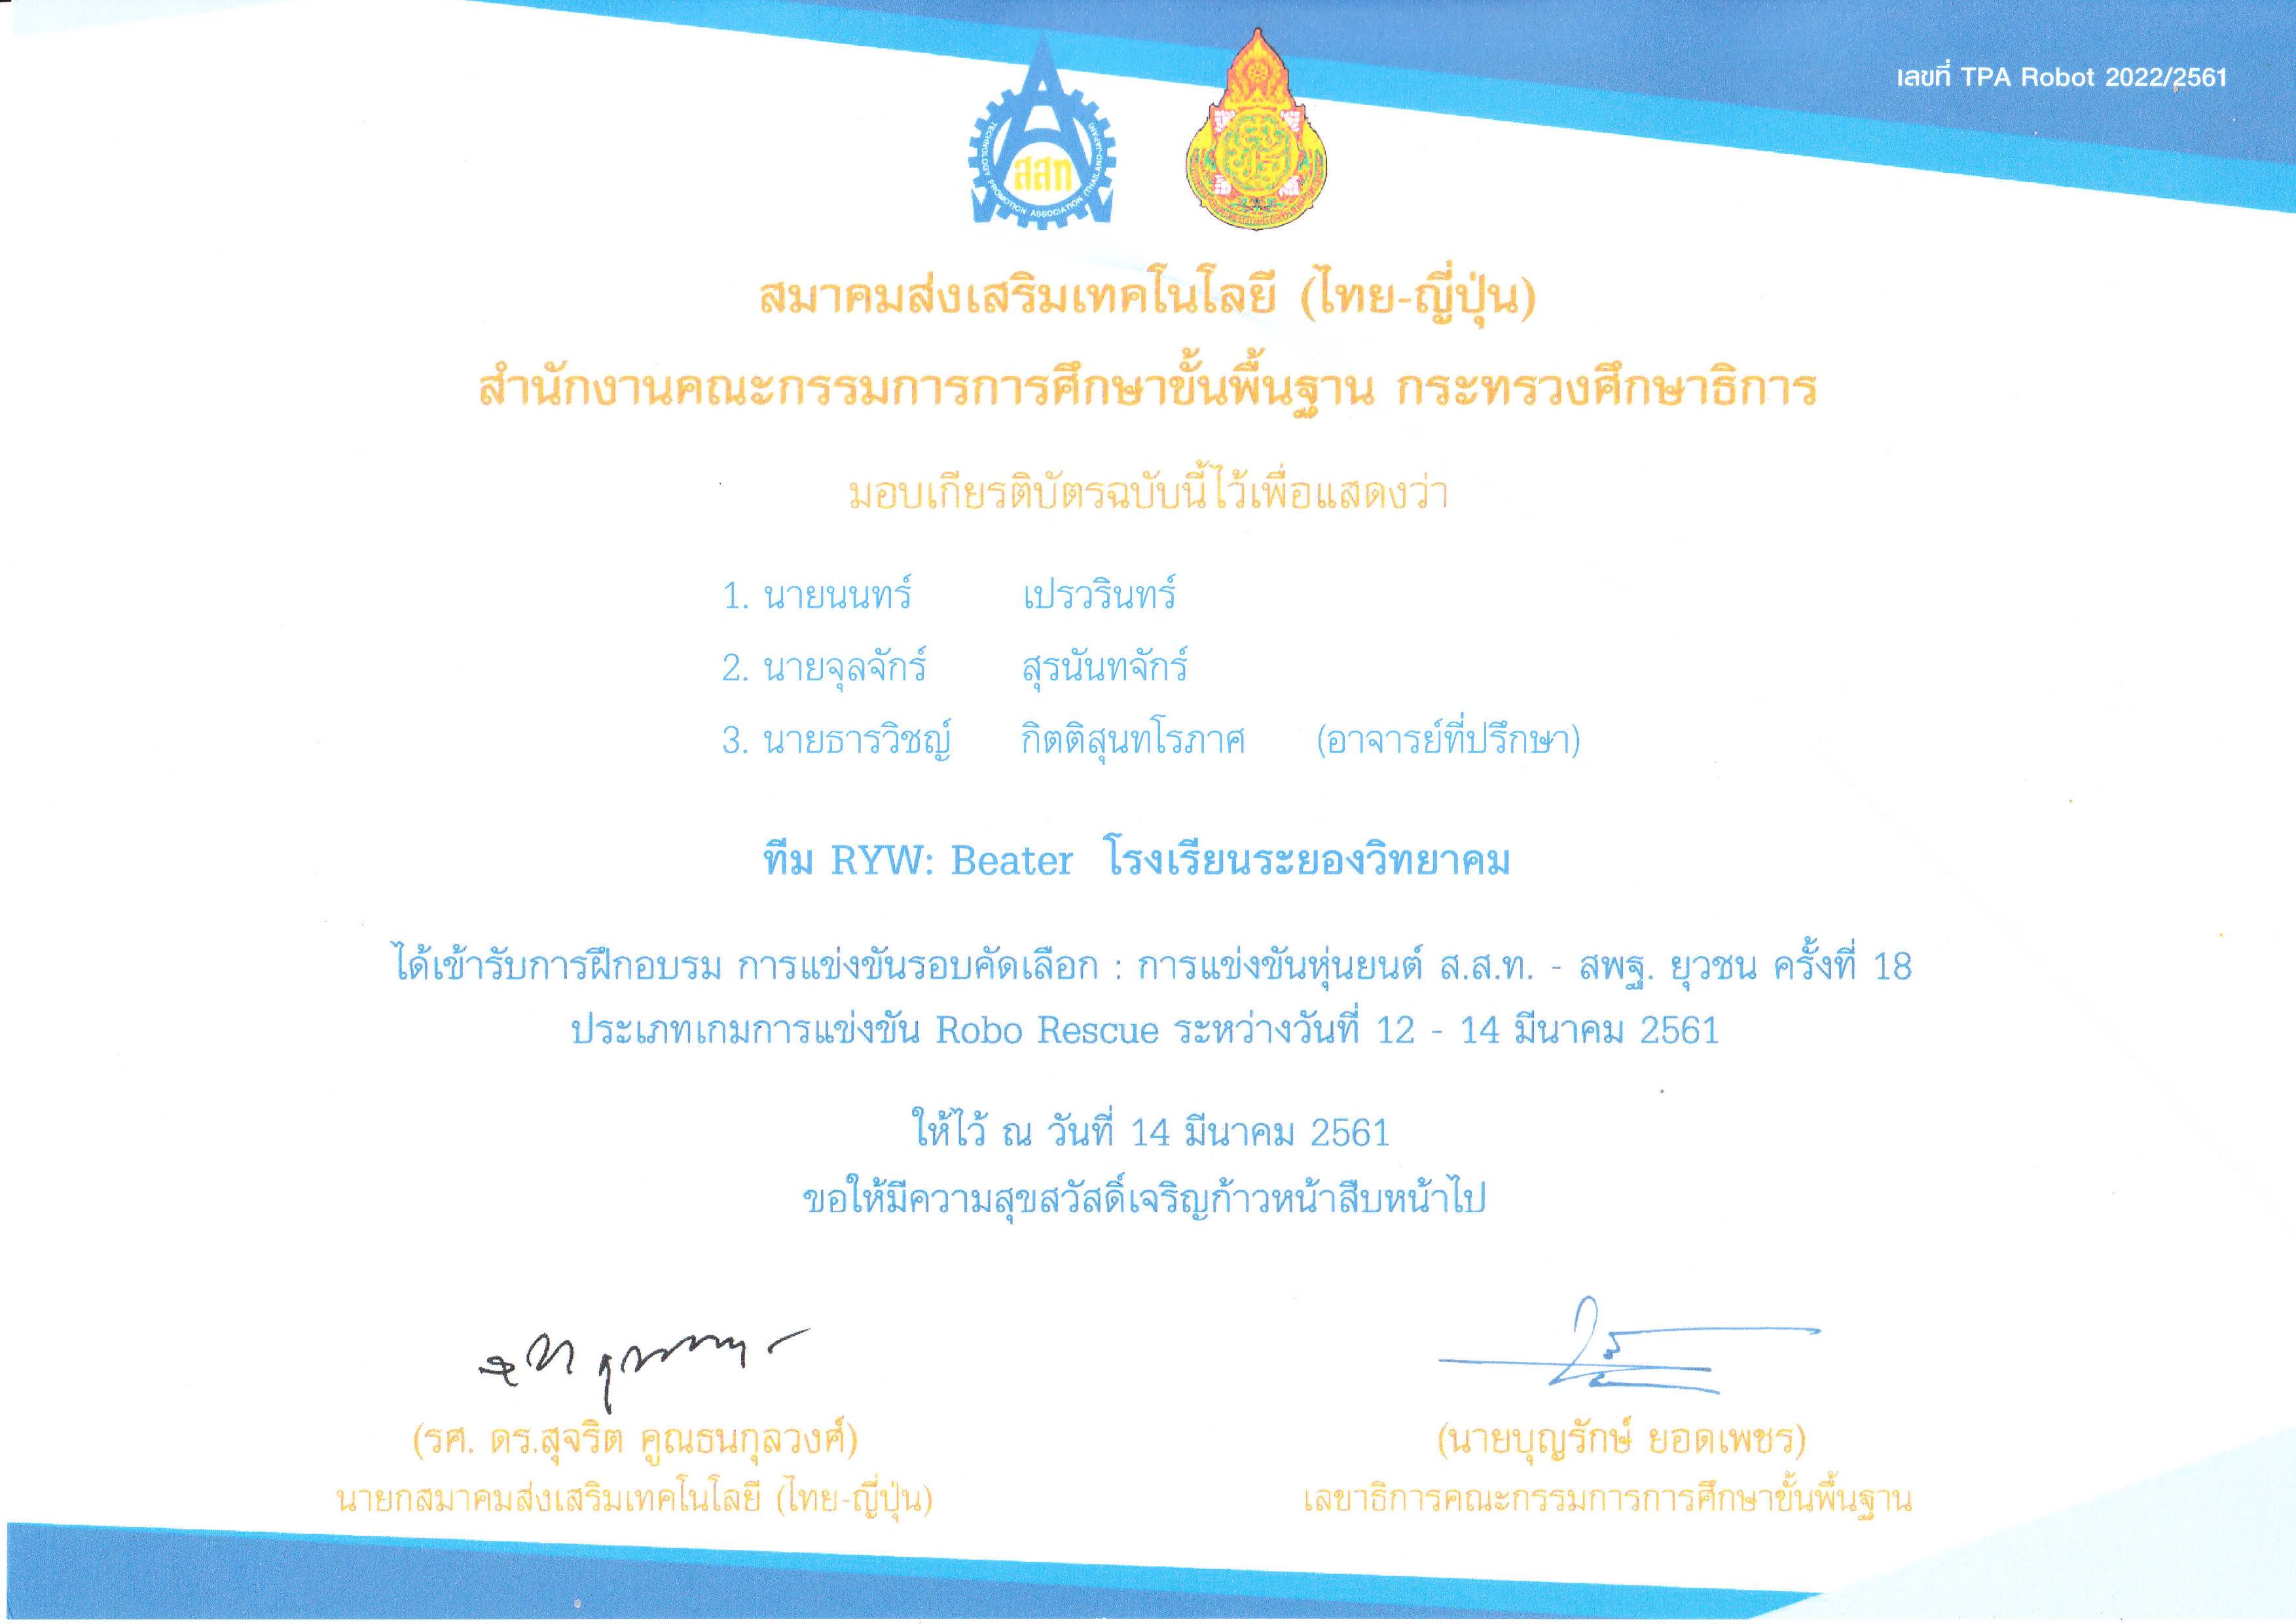 เลขที่ TPA Robot 2022/2561
สสท
TECHNOLOGY PROMOTION ASSOCIATION (THAILAND-JAPAN)
สมาคมส่งเสริมเทคโนโลยี (ไทย-ญี่ปุ่น)
สำนักงานคณะกรรมการการศึกษาขั้นพื้นฐาน กระทรวงศึกษาธิการ
มอบเกียรติบัตรฉบับนี้ไว้เพื่อแสดงว่า
1. นายนนทร์ เปรวรินทร์
2. นายจุลจักร์ สุรนันทจักร์
3. นายธารวิชญ์ กิตติสุนทโรภาศ (อาจารย์ที่ปรึกษา)
ทีม RYW: Beater โรงเรียนระยองวิทยาคม
ได้เข้ารับการฝึกอบรม การแข่งขันรอบคัดเลือก : การแข่งขันหุ่นยนต์ ส.ส.ท. - สพฐ. ยุวชน ครั้งที่ 18
ประเภทเกมการแข่งขัน Robo Rescue ระหว่างวันที่ 12 - 14 มีนาคม 2561
ให้ไว้ ณ วันที่ 14 มีนาคม 2561
ขอให้มีความสุขสวัสดิ์เจริญก้าวหน้าสืบหน้าไป
(รศ. ดร.สุจริต คูณธนกุลวงศ์)
นายกสมาคมส่งเสริมเทคโนโลยี (ไทย-ญี่ปุ่น)
(นายบุญรักษ์ ยอดเพชร)
เลขาธิการคณะกรรมการการศึกษาขั้นพื้นฐาน